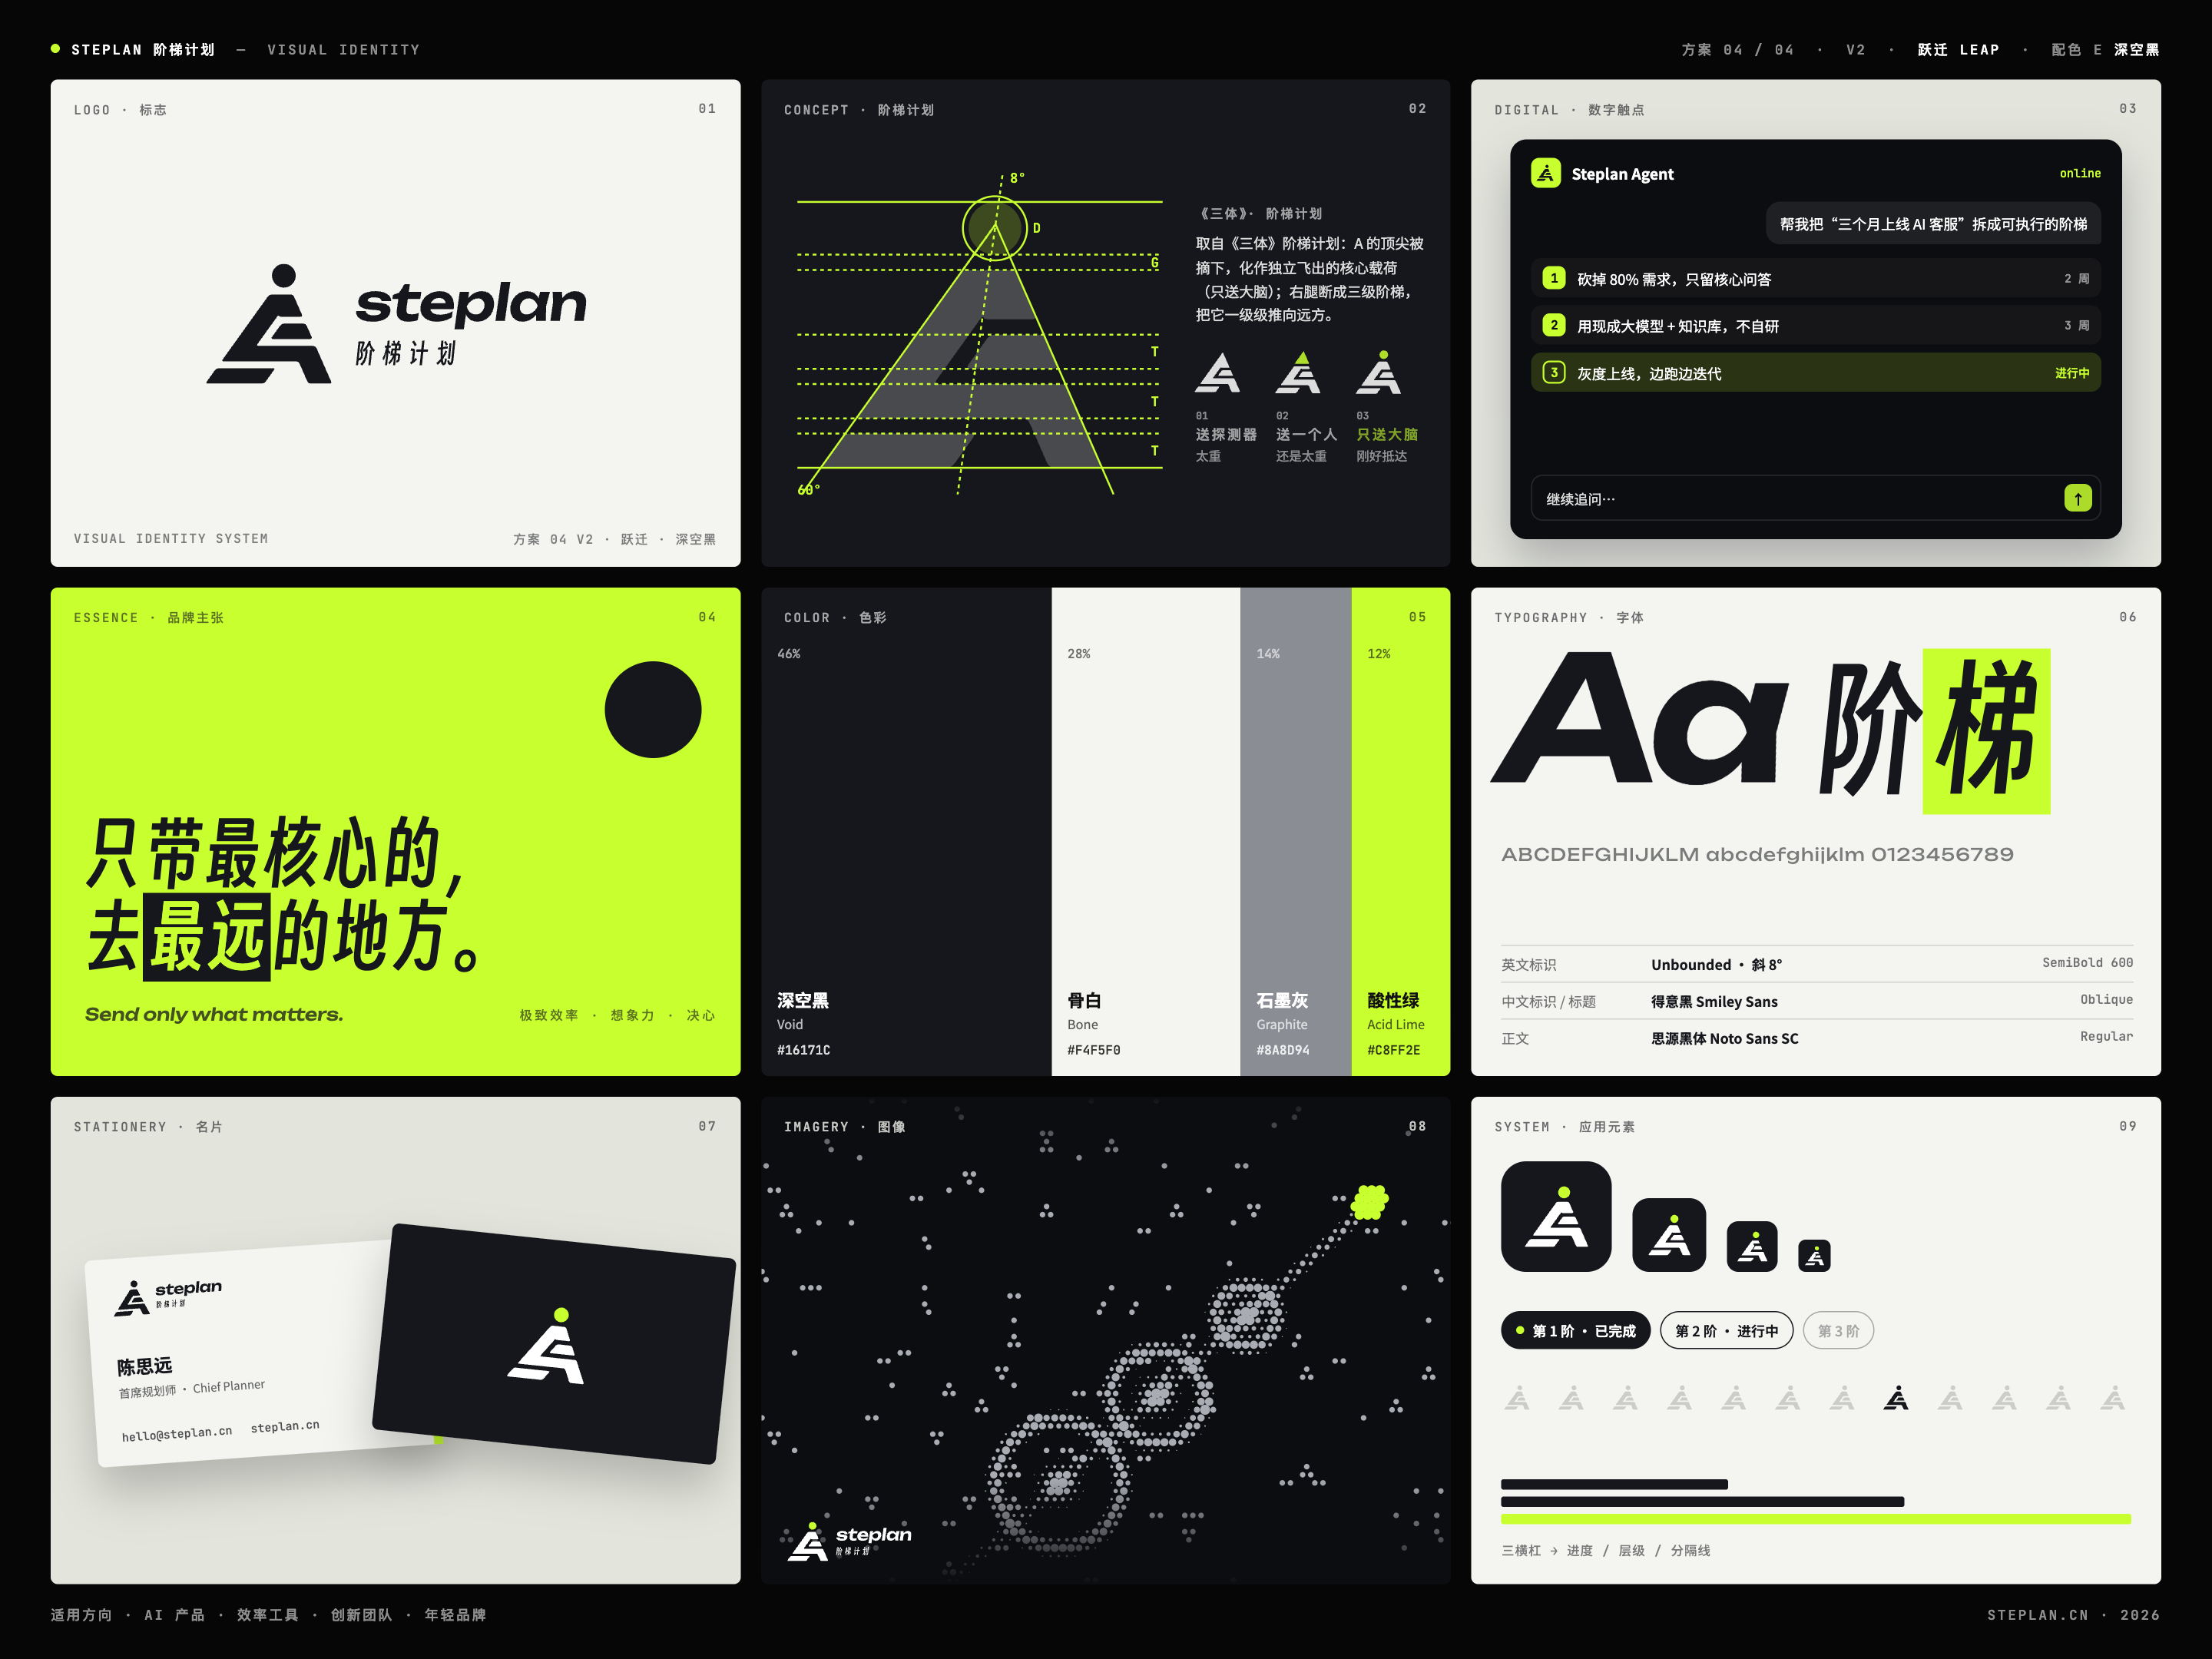 STEPLAN 阶梯计划 — VISUAL IDENTITY
方案 04 / 04 · V2 · 跃迁 LEAP · 配色 E 深空黑
LOGO · 标志
01
steplan
阶梯计划
VISUAL IDENTITY SYSTEM
方案 04 V2 · 跃迁 · 深空黑
CONCEPT · 阶梯计划
02
8°
D
G
T
T
T
60°
《三体》· 阶梯计划
取自《三体》阶梯计划：A 的顶尖被
摘下，化作独立飞出的核心载荷
（只送大脑）；右腿断成三级阶梯，
把它一级级推向远方。
01
送探测器
太重
02
送一个人
还是太重
03
只送大脑
刚好抵达
DIGITAL · 数字触点
03
Steplan Agent
online
帮我把“三个月上线 AI 客服”拆成可执行的阶梯
1 砍掉 80% 需求，只留核心问答 2 周
2 用现成大模型 + 知识库，不自研 3 周
3 灰度上线，边跑边迭代 进行中
继续追问…
↑
ESSENCE · 品牌主张
04
只带最核心的，
去最远的地方。
Send only what matters.
极致效率 · 想象力 · 决心
COLOR · 色彩
05
46%
28%
14%
12%
深空黑
Void
#16171C
骨白
Bone
#F4F5F0
石墨灰
Graphite
#8A8D94
酸性绿
Acid Lime
#C8FF2E
TYPOGRAPHY · 字体
06
Aa 阶梯
ABCDEFGHIJKLM abcdefghijklm 0123456789
英文标识 Unbounded · 斜 8° SemiBold 600
中文标识 / 标题 得意黑 Smiley Sans Oblique
正文 思源黑体 Noto Sans SC Regular
STATIONERY · 名片
07
steplan
阶梯计划
陈思远
首席规划师 · Chief Planner
hello@steplan.cn steplan.cn
IMAGERY · 图像
08
steplan
阶梯计划
SYSTEM · 应用元素
09
第 1 阶 · 已完成
第 2 阶 · 进行中
第 3 阶
三横杠 → 进度 / 层级 / 分隔线
适用方向 · AI 产品 · 效率工具 · 创新团队 · 年轻品牌
STEPLAN.CN · 2026